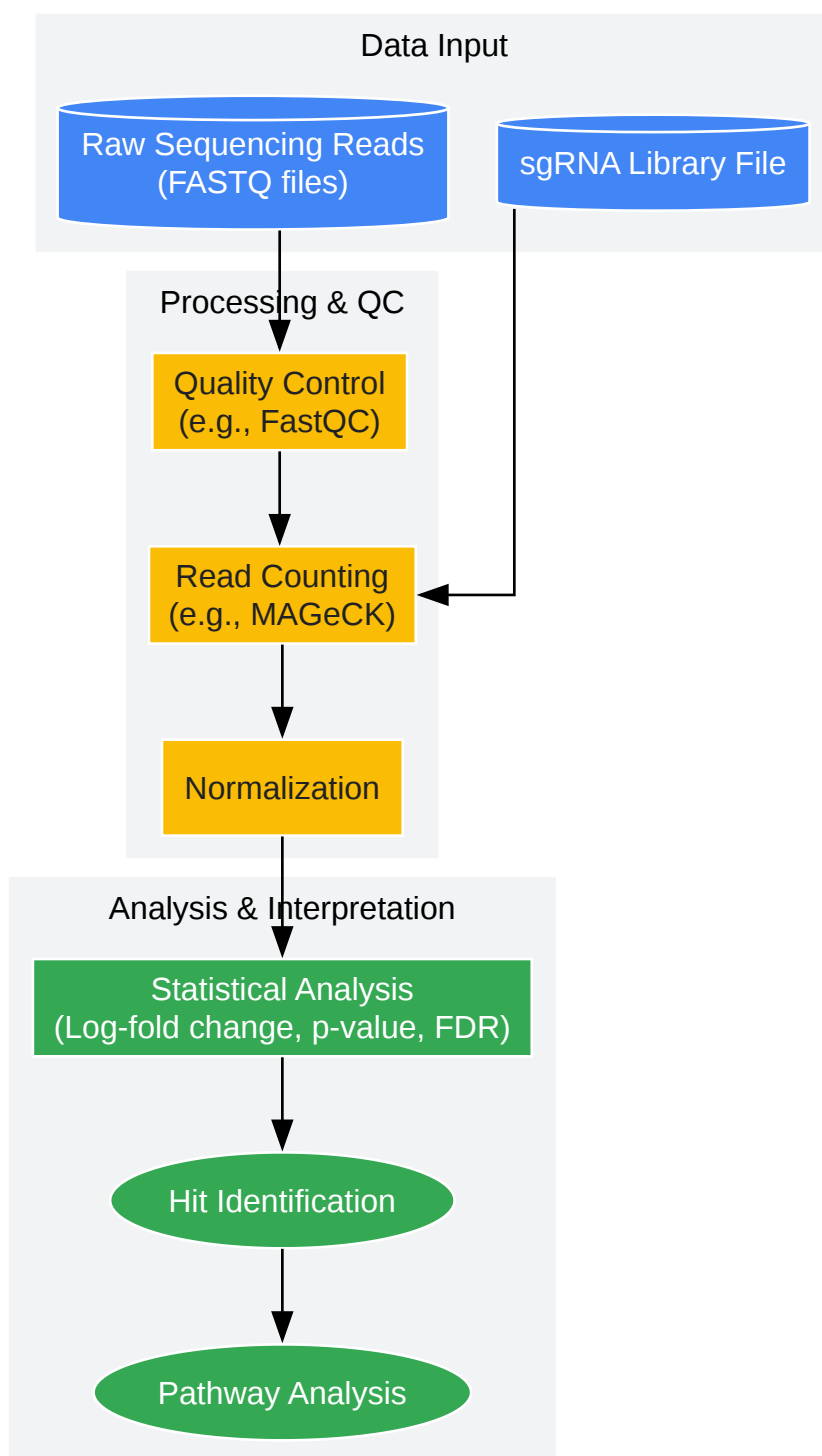 Data Input
Raw Sequencing Reads
(FASTQ files)
sgRNA Library File
Processing & QC
Quality Control
(e.g., FastQC)
Read Counting
(e.g., MAGeCK)
Normalization
Analysis & Interpretation
Statistical Analysis
(Log-fold change, p-value, FDR)
Hit Identification
Pathway Analysis